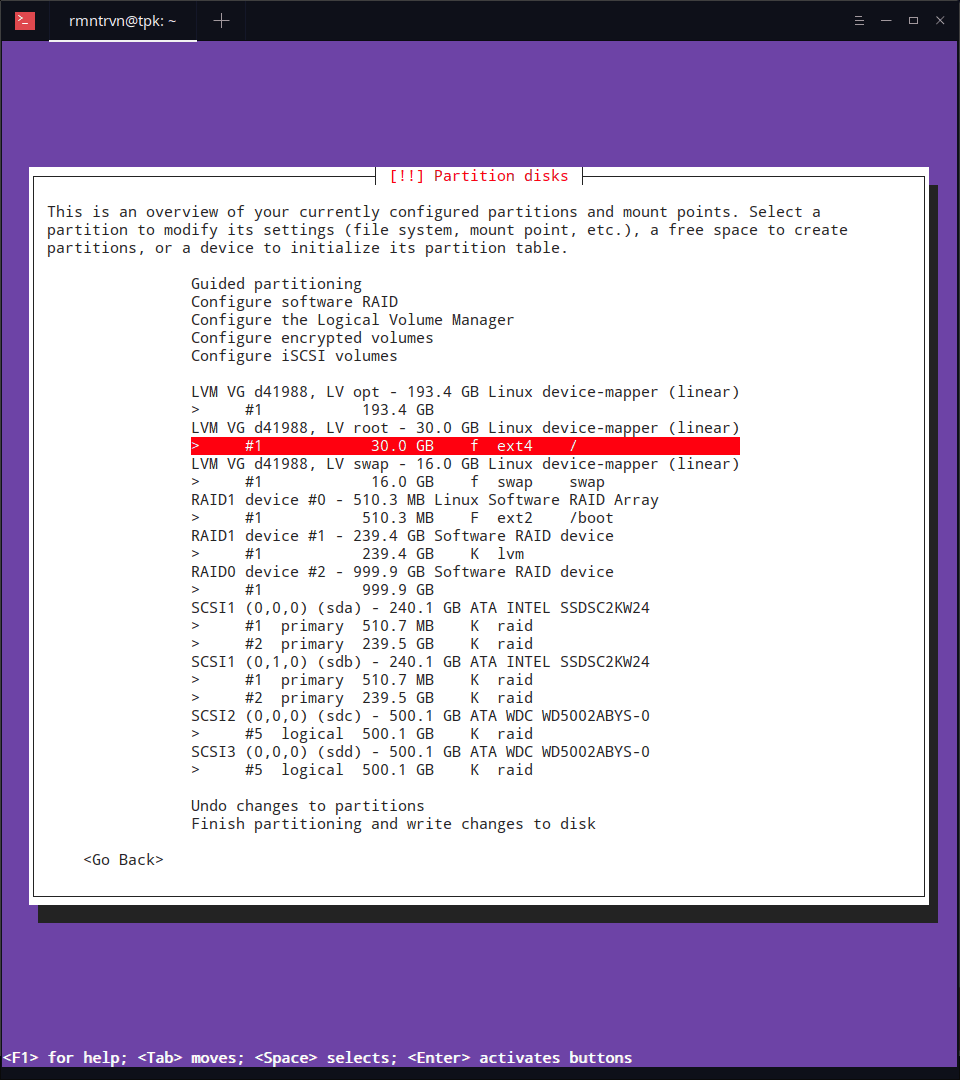 rmntrvn@tpk: ~
[!!] Partition disks
This is an overview of your currently configured partitions and mount points. Select a
partition to modify its settings (file system, mount point, etc.), a free space to create
partitions, or a device to initialize its partition table.
Guided partitioning
Configure software RAID
Configure the Logical Volume Manager
Configure encrypted volumes
Configure iSCSI volumes
LVM VG d41988, LV opt - 193.4 GB Linux device-mapper (linear)
>     #1           193.4 GB
LVM VG d41988, LV root - 30.0 GB Linux device-mapper (linear)
>     #1            30.0 GB    f  ext4    /
LVM VG d41988, LV swap - 16.0 GB Linux device-mapper (linear)
>     #1            16.0 GB    f  swap    swap
RAID1 device #0 - 510.3 MB Linux Software RAID Array
>     #1           510.3 MB    F  ext2    /boot
RAID1 device #1 - 239.4 GB Software RAID device
>     #1           239.4 GB    K  lvm
RAID0 device #2 - 999.9 GB Software RAID device
>     #1           999.9 GB
SCSI1 (0,0,0) (sda) - 240.1 GB ATA INTEL SSDSC2KW24
>     #1  primary  510.7 MB    K  raid
>     #2  primary  239.5 GB    K  raid
SCSI1 (0,1,0) (sdb) - 240.1 GB ATA INTEL SSDSC2KW24
>     #1  primary  510.7 MB    K  raid
>     #2  primary  239.5 GB    K  raid
SCSI2 (0,0,0) (sdc) - 500.1 GB ATA WDC WD5002ABYS-0
>     #5  logical  500.1 GB    K  raid
SCSI3 (0,0,0) (sdd) - 500.1 GB ATA WDC WD5002ABYS-0
>     #5  logical  500.1 GB    K  raid
Undo changes to partitions
Finish partitioning and write changes to disk
<Go Back>
<F1> for help; <Tab> moves; <Space> selects; <Enter> activates buttons